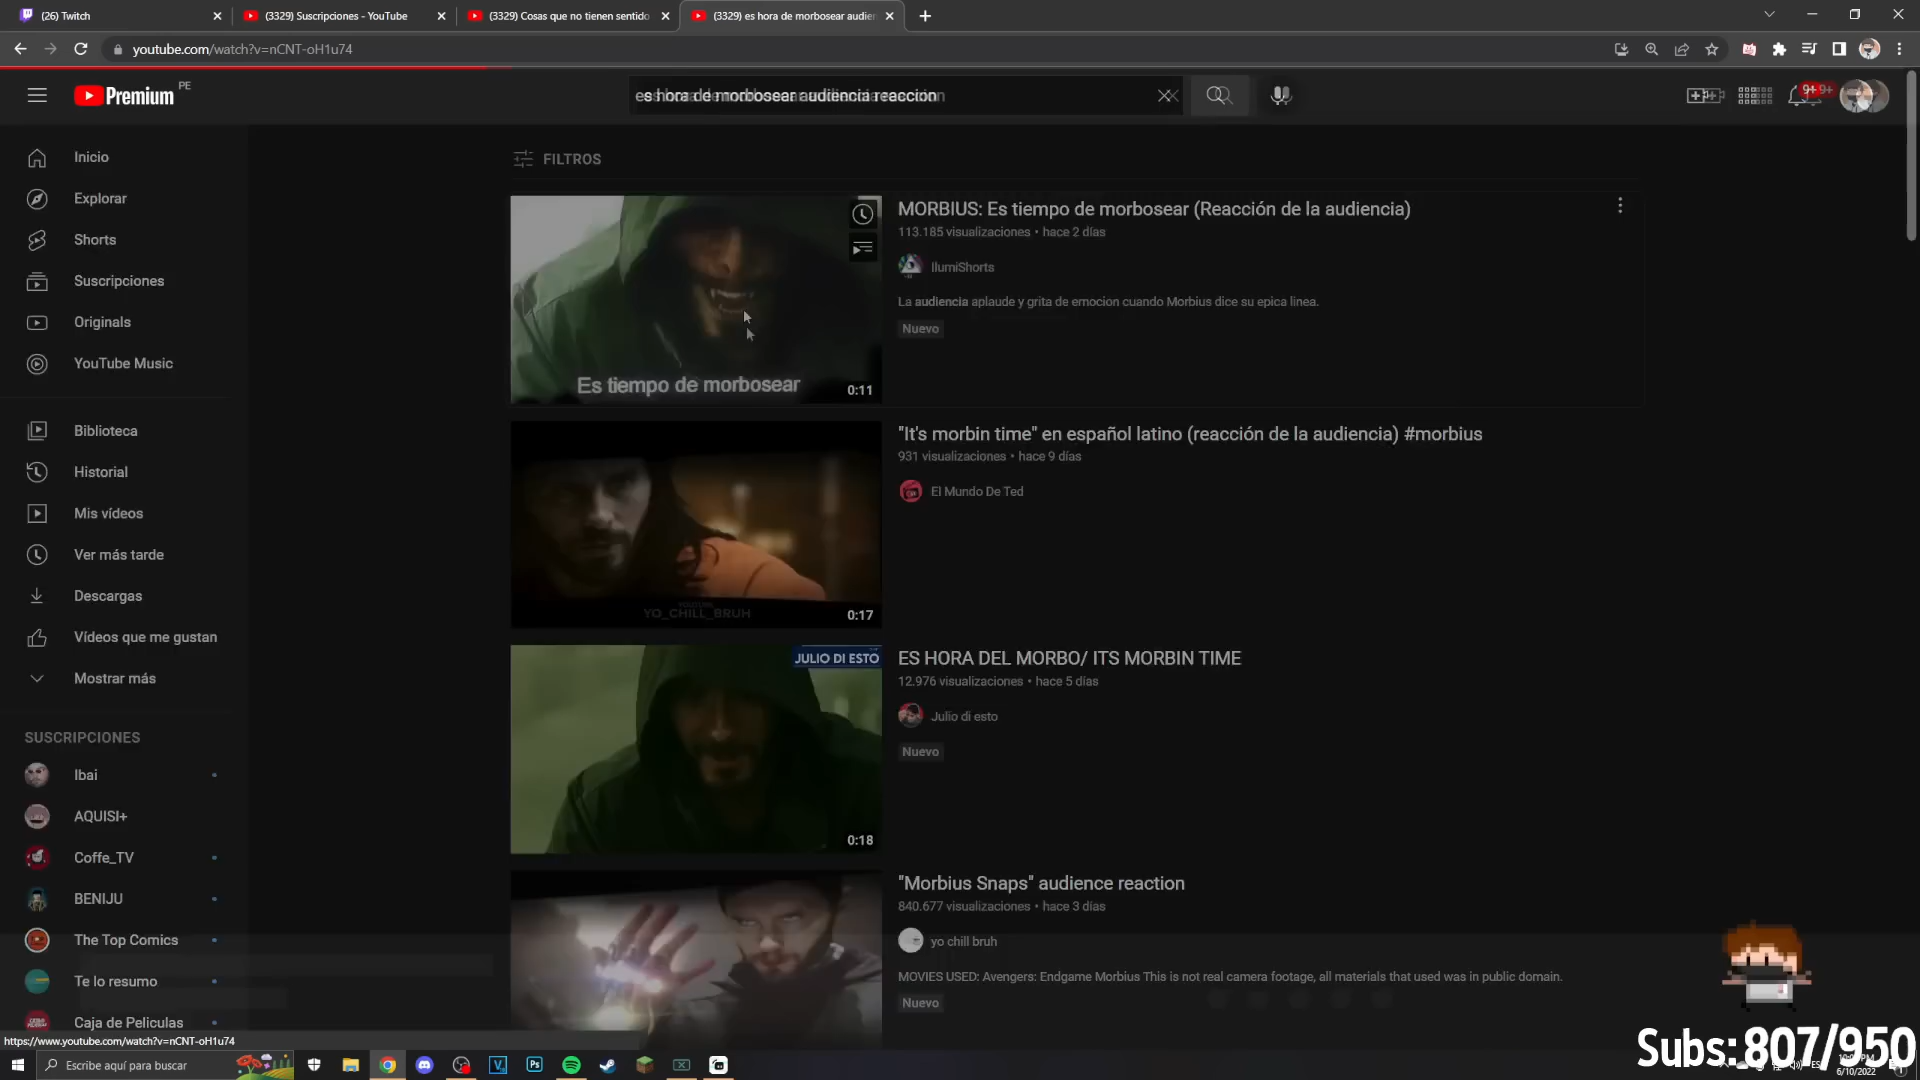 (26) Twitch
(3329) Suscripciones - YouTube
(3329) Cosas que no tienen sentido
(3329) es hora de morbosear audien
youtube.com/watch?v=nCNT-oH1u74
Premium PE
es hora de morbosear audiencia reaccion
9+
Inicio
Explorar
Shorts
Suscripciones
Originals
YouTube Music
Biblioteca
Historial
Mis vídeos
Ver más tarde
Descargas
Vídeos que me gustan
Mostrar más
SUSCRIPCIONES
Ibai
AQUISI+
Coffe_TV
BENIJU
The Top Comics
Te lo resumo
Caja de Peliculas
FILTROS
Es tiempo de morbosear
0:11
MORBIUS: Es tiempo de morbosear (Reacción de la audiencia)
113.185 visualizaciones • hace 2 días
IlumiShorts
La audiencia aplaude y grita de emocion cuando Morbius dice su epica linea.
Nuevo
YO_CHILL_BRUH
0:17
"It's morbin time" en español latino (reacción de la audiencia) #morbius
931 visualizaciones • hace 9 días
El Mundo De Ted
JULIO DI ESTO
0:18
ES HORA DEL MORBO/ ITS MORBIN TIME
12.976 visualizaciones • hace 5 días
Julio di esto
Nuevo
"Morbius Snaps" audience reaction
840.677 visualizaciones • hace 3 días
yo chill bruh
MOVIES USED: Avengers: Endgame Morbius This is not real camera footage, all materials that used was in public domain.
Nuevo
https://www.youtube.com/watch?v=nCNT-oH1u74
Escribe aquí para buscar
Subs: 807/950
6/10/2022